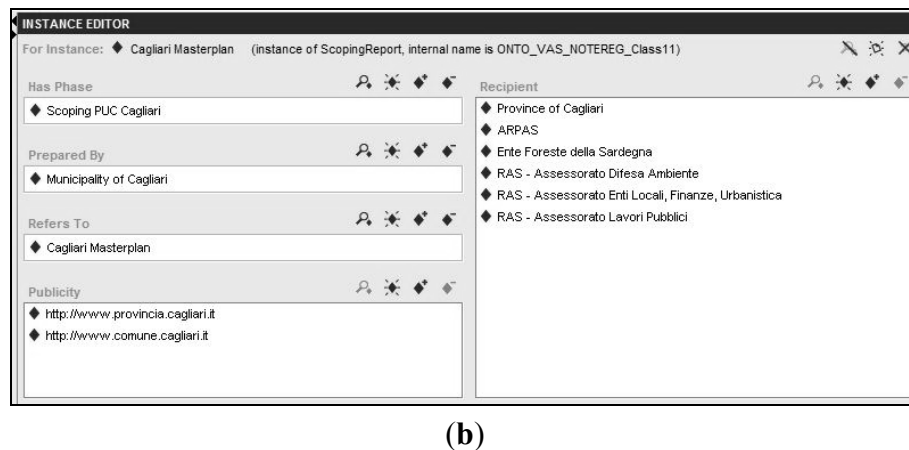 INSTANCE EDITOR
For Instance: Cagliari Masterplan (instance of ScopingReport, internal name is ONTO_VAS_NOTEREG_Class11)
Has Phase
Scoping PUC Cagliari
Prepared By
Municipality of Cagliari
Refers To
Cagliari Masterplan
Publicity
http://www.provincia.cagliari.it
http://www.comune.cagliari.it
Recipient
Province of Cagliari
ARPAS
Ente Foreste della Sardegna
RAS - Assessorato Difesa Ambiente
RAS - Assessorato Enti Locali, Finanze, Urbanistica
RAS - Assessorato Lavori Pubblici
(b)